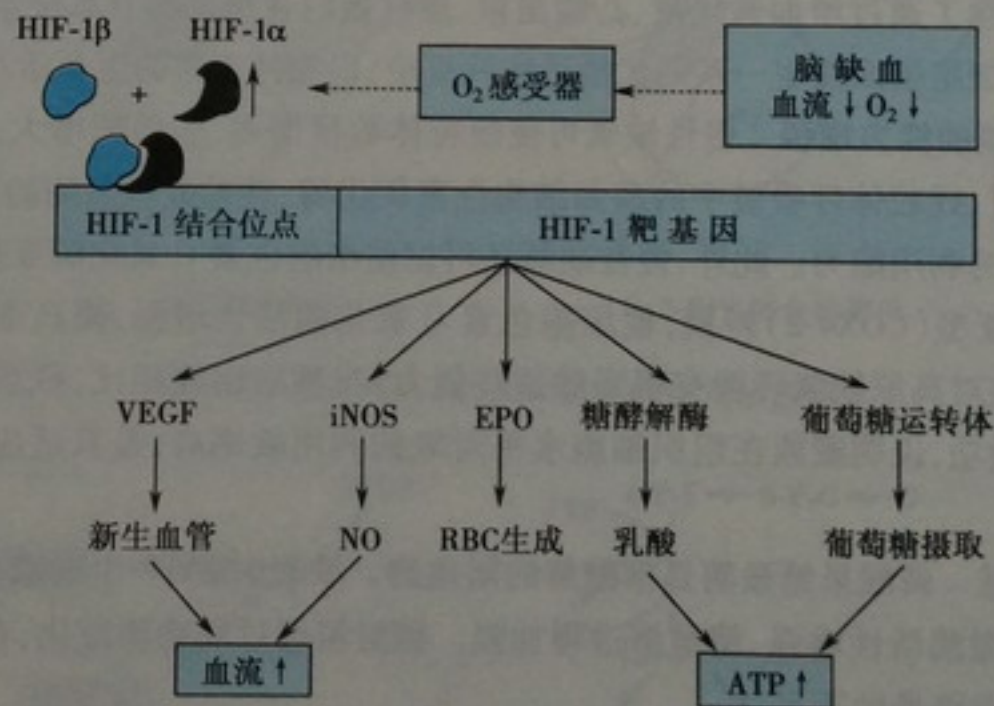 HIF-1β
HIF-1α
+
O₂感受器
脑缺血
血流↓O₂↓
HIF-1 结合位点
HIF-1 靶基因
VEGF
iNOS
EPO
糖酵解酶
葡萄糖运转体
新生血管
NO
RBC生成
乳酸
葡萄糖摄取
血流↑
ATP↑